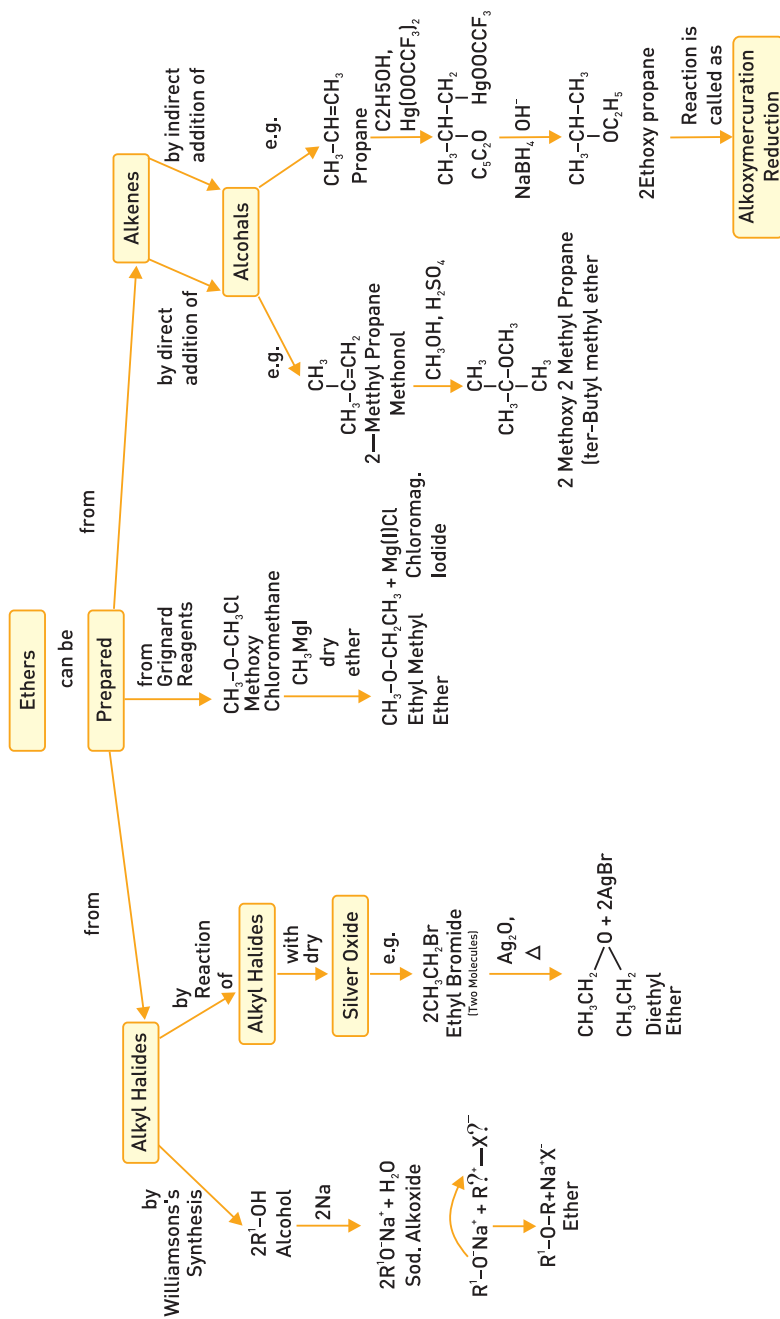 Ethers
can be
Prepared
from
Alkyl Halides
by
Williamsons's
Synthesis
2R¹–OH
Alcohol
2Na
2R¹O⁻Na⁺ + H₂O
Sod. Alkoxide
R¹–O⁻Na⁺ + R?⁺—X?⁻
R¹–O–R+Na⁺X⁻
Ether
by
Reaction
of
Alkyl Halides
with
dry
Silver Oxide
e.g.
2CH₃CH₂Br
Ethyl Bromide
(Two Molecules)
Ag₂O,
△
CH₃CH₂
O + 2AgBr
CH₃CH₂
Diethyl
Ether
from
Grignard
Reagents
CH₃–O–CH₃Cl
Methoxy
Chloromethane
CH₃MgI
dry
ether
CH₃–O–CH₂CH₃ + Mg(I)Cl
Ethyl Methyl
Ether
Chloromag.
Iodide
from
Alkenes
by direct
addition of
by indirect
addition of
Alcohals
e.g.
CH₃
CH₃–C=CH₂
2—Metthyl Propane
Methonol
CH₃OH, H₂SO₄
CH₃
CH₃–C–OCH₃
CH₃
2 Methoxy 2 Methyl Propane
(ter-Butyl methyl ether
e.g.
CH₃–CH=CH₃
Propane
C2H5OH,
Hg(OOCCF₃)₂
CH₃–CH–CH₂
C₅C₂O HgOOCCF₃
NaBH₄ OH⁻
CH₃–CH–CH₃
OC₂H₅
2Ethoxy propane
Reaction is
called as
Alkoxymercuration
Reduction